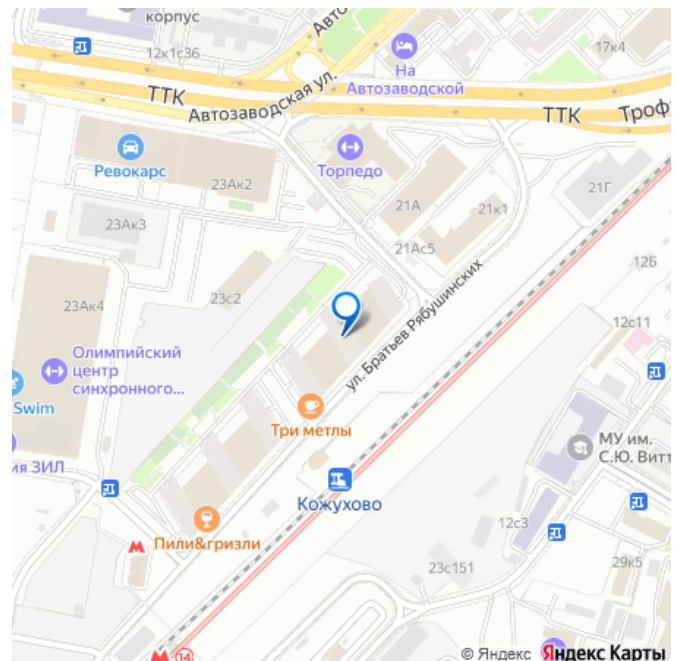 корпус
12к1с36
17к4
На
Автозаводской
ТТК
Автозаводская ул.
ТТК
Троф
Ревокарс
Торпедо
23Ак2
21Г
21А
21к1
23Ак3
21Ас5
12Б
ул. Братьев Рябушинских
23Ак4
23с2
12с11
Олимпийский
центр
синхронного...
Swim
Три метлы
МУ им.
С.Ю. Витт
ия ЗИЛ
Кожухово
12с3
Пили&гризли
23с151
29к5
14
© Яндекс Яндекс Карты